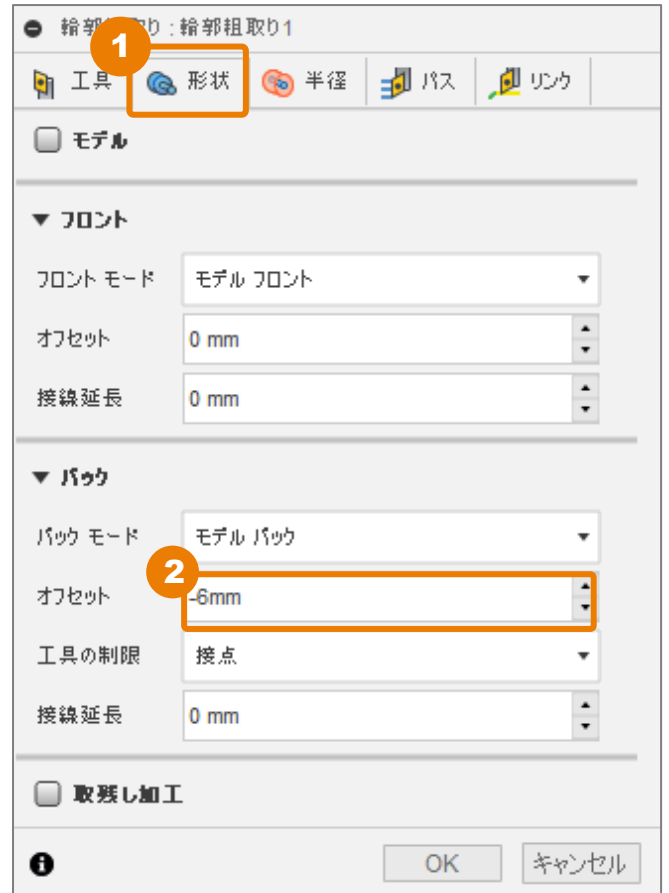 輪郭 取り : 輪郭粗取り1
1
工具 形状 半径 パス リンク
モデル
フロント
フロント モード モデル フロント
オフセット 0 mm
接線延長 0 mm
バック
バック モード モデル バック
2
オフセット -6mm
工具の制限 接点
接線延長 0 mm
取残し加工
OK キャンセル